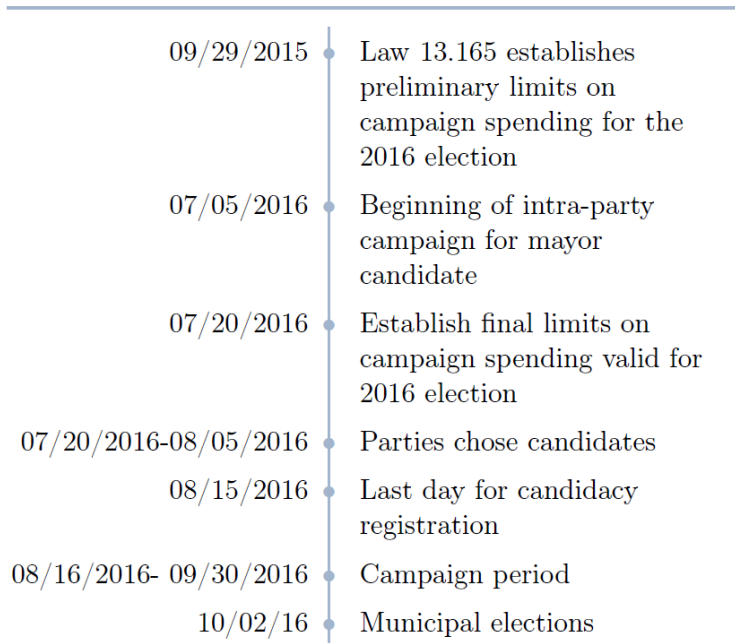 09/29/2015 Law 13.165 establishes
preliminary limits on
campaign spending for the
2016 election
07/05/2016 Beginning of intra-party
campaign for mayor
candidate
07/20/2016 Establish final limits on
campaign spending valid for
2016 election
07/20/2016-08/05/2016 Parties chose candidates
08/15/2016 Last day for candidacy
registration
08/16/2016- 09/30/2016 Campaign period
10/02/16 Municipal elections